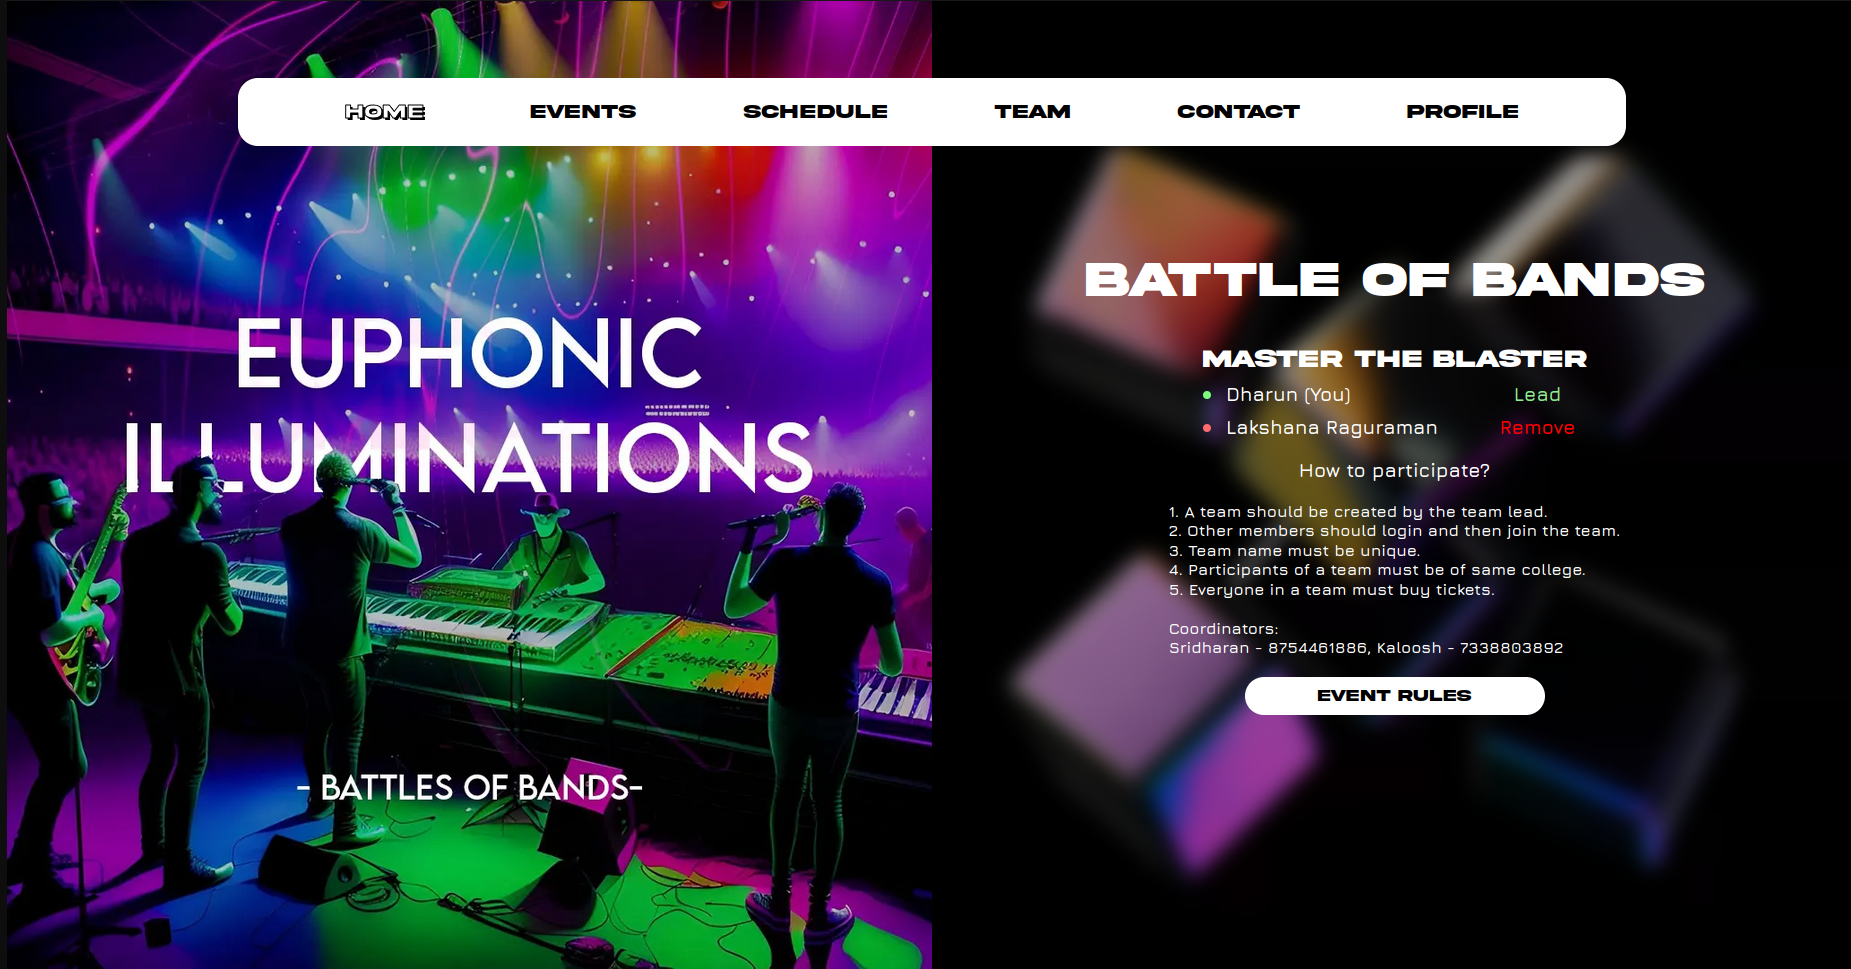 HOME EVENTS SCHEDULE TEAM CONTACT PROFILE
EUPHONIC
ILLUMINATIONS
- BATTLES OF BANDS-
BATTLE OF BANDS
MASTER THE BLASTER
Dharun (You) Lead
Lakshana Raguraman Remove
How to participate?
1. A team should be created by the team lead.
2. Other members should login and then join the team.
3. Team name must be unique.
4. Participants of a team must be of same college.
5. Everyone in a team must buy tickets.
Coordinators:
Sridharan - 8754461886, Kaloosh - 7338803892
EVENT RULES